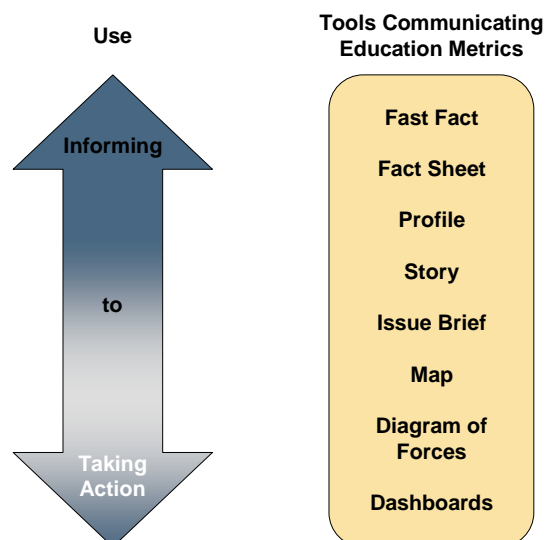 Use
Tools Communicating
Education Metrics
Informing
to
Taking
Action
Fast Fact
Fact Sheet
Profile
Story
Issue Brief
Map
Diagram of
Forces
Dashboards